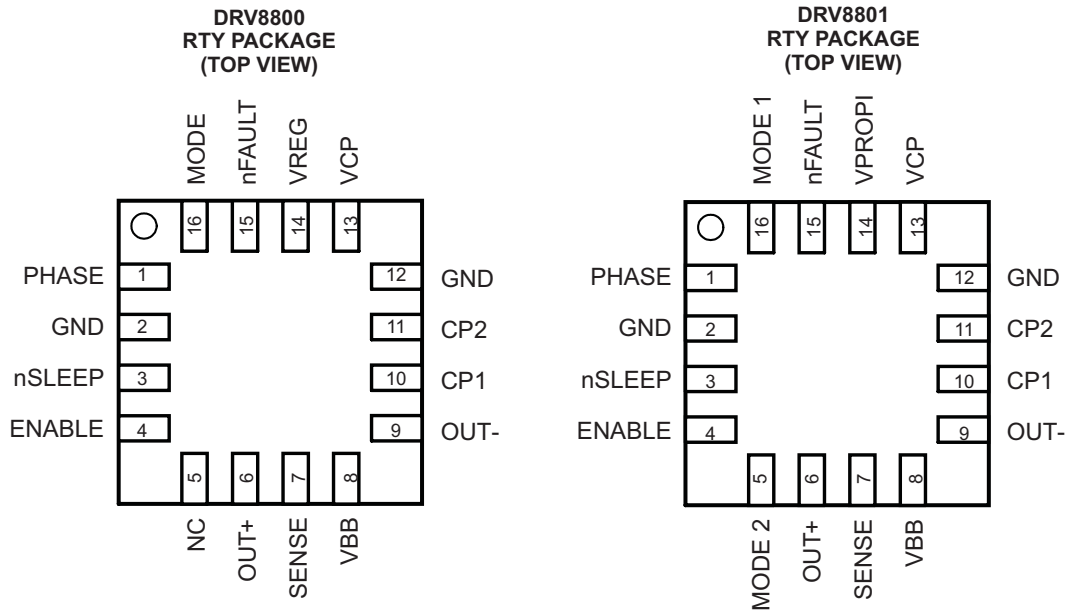 DRV8800
RTY PACKAGE
(TOP VIEW)
MODE
nFAULT
VREG
VCP
16
15
14
13
PHASE 1
GND 2
nSLEEP 3
ENABLE 4
12 GND
11 CP2
10 CP1
9 OUT-
5
6
7
8
NC
OUT+
SENSE
VBB
DRV8801
RTY PACKAGE
(TOP VIEW)
MODE 1
nFAULT
VPROPI
VCP
16
15
14
13
PHASE 1
GND 2
nSLEEP 3
ENABLE 4
12 GND
11 CP2
10 CP1
9 OUT-
5
6
7
8
MODE 2
OUT+
SENSE
VBB